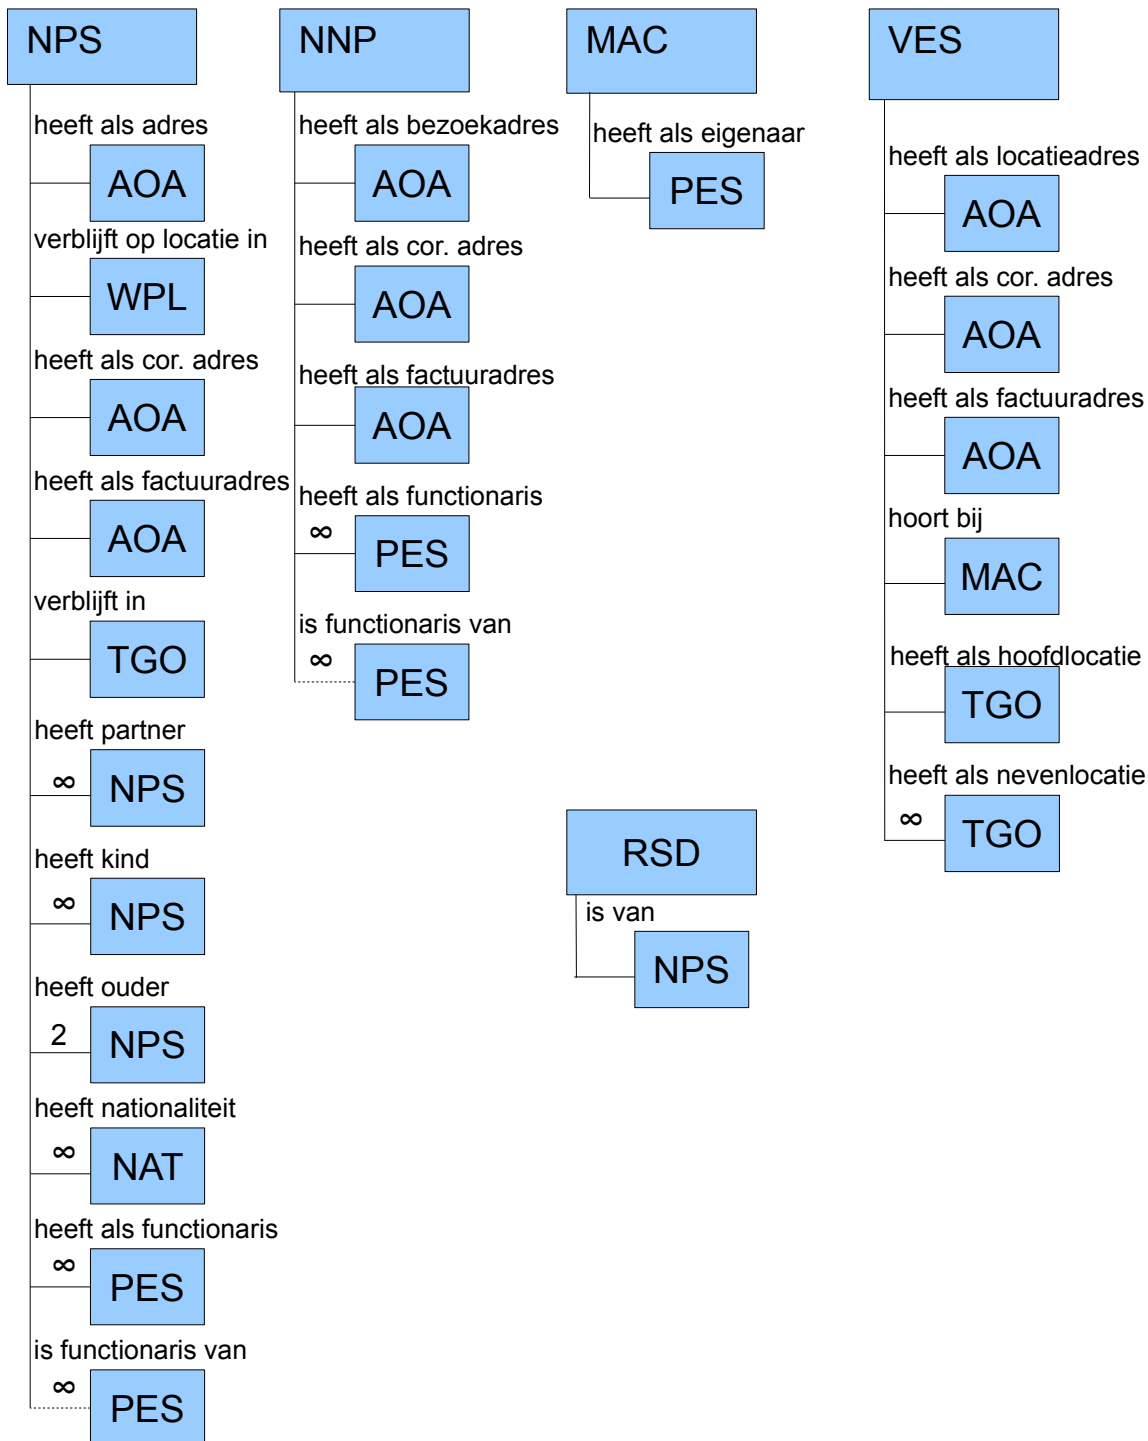 NPS
heeft als adres
AOA
verblijft op locatie in
WPL
heeft als cor. adres
AOA
heeft als factuuradres
AOA
verblijft in
TGO
heeft partner
∞
NPS
heeft kind
∞
NPS
heeft ouder
2
NPS
heeft nationaliteit
∞
NAT
heeft als functionaris
∞
PES
is functionaris van
∞
PES
NNP
heeft als bezoekadres
AOA
heeft als cor. adres
AOA
heeft als factuuradres
AOA
heeft als functionaris
∞
PES
is functionaris van
∞
PES
MAC
heeft als eigenaar
PES
RSD
is van
NPS
VES
heeft als locatieadres
AOA
heeft als cor. adres
AOA
heeft als factuuradres
AOA
hoort bij
MAC
heeft als hoofdlocatie
TGO
heeft als nevenlocatie
∞
TGO